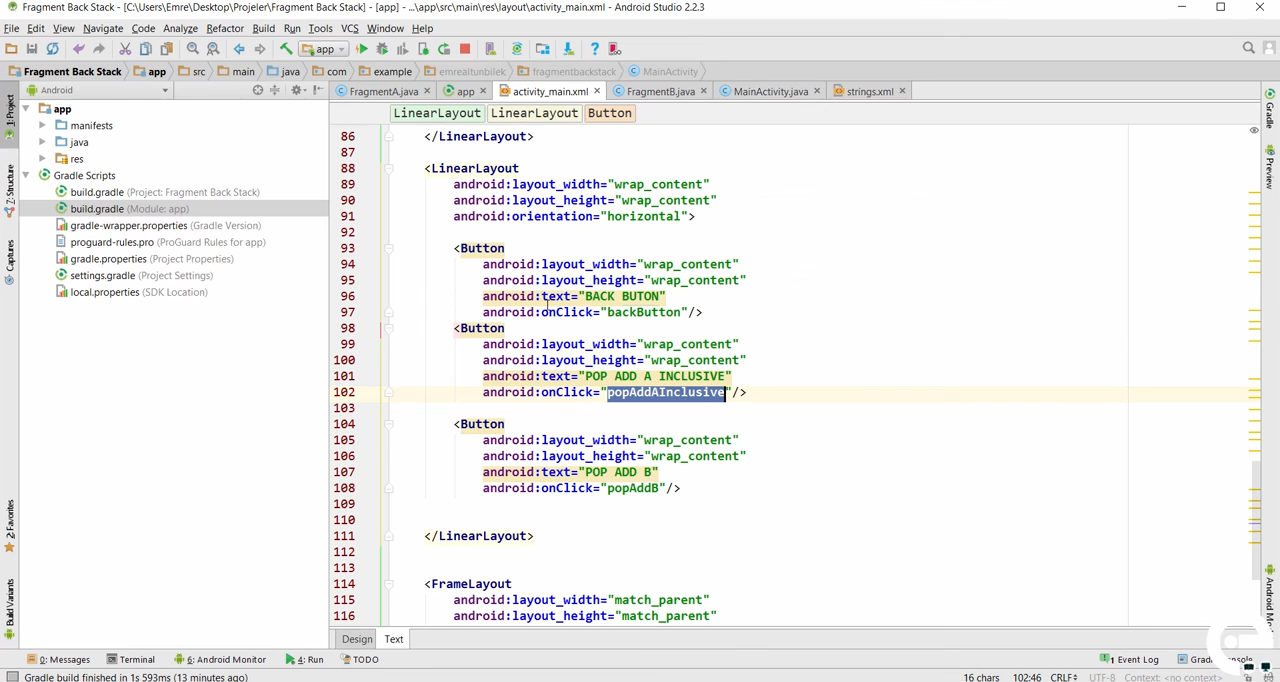 Fragment Back Stack - [C:\Users\Emre\Desktop\Projeler\Fragment Back Stack] - [app] - ...\app\src\main\res\layout\activity_main.xml - Android Studio 2.2.3
File Edit View Navigate Code Analyze Refactor Build Run Tools VCS Window Help
app
Fragment Back Stack app src main java com example emrealtunbilek fragmentbackstack MainActivity
Android
FragmentA.java app activity_main.xml FragmentB.java MainActivity.java strings.xml
LinearLayout LinearLayout Button
1: Project
Z: Structure
Captures
2: Favorites
Build Variants
app
manifests
java
res
Gradle Scripts
build.gradle (Project: Fragment Back Stack)
build.gradle (Module: app)
gradle-wrapper.properties (Gradle Version)
proguard-rules.pro (ProGuard Rules for app)
gradle.properties (Project Properties)
settings.gradle (Project Settings)
local.properties (SDK Location)
86 </LinearLayout>
87
88 <LinearLayout
89 android:layout_width="wrap_content"
90 android:layout_height="wrap_content"
91 android:orientation="horizontal">
92
93 <Button
94 android:layout_width="wrap_content"
95 android:layout_height="wrap_content"
96 android:text="BACK BUTON"
97 android:onClick="backButton"/>
98 <Button
99 android:layout_width="wrap_content"
100 android:layout_height="wrap_content"
101 android:text="POP ADD A INCLUSIVE"
102 android:onClick="popAddAInclusive"/>
103
104 <Button
105 android:layout_width="wrap_content"
106 android:layout_height="wrap_content"
107 android:text="POP ADD B"
108 android:onClick="popAddB"/>
109
110
111 </LinearLayout>
112
113
114 <FrameLayout
115 android:layout_width="match_parent"
116 android:layout_height="match_parent"
Gradle
Preview
Design Text
0: Messages Terminal 6: Android Monitor 4: Run TODO
1 Event Log
Gradle build finished in 1s 593ms (13 minutes ago)
16 chars 102:46 CRLF UTF-8 Context: <no context>